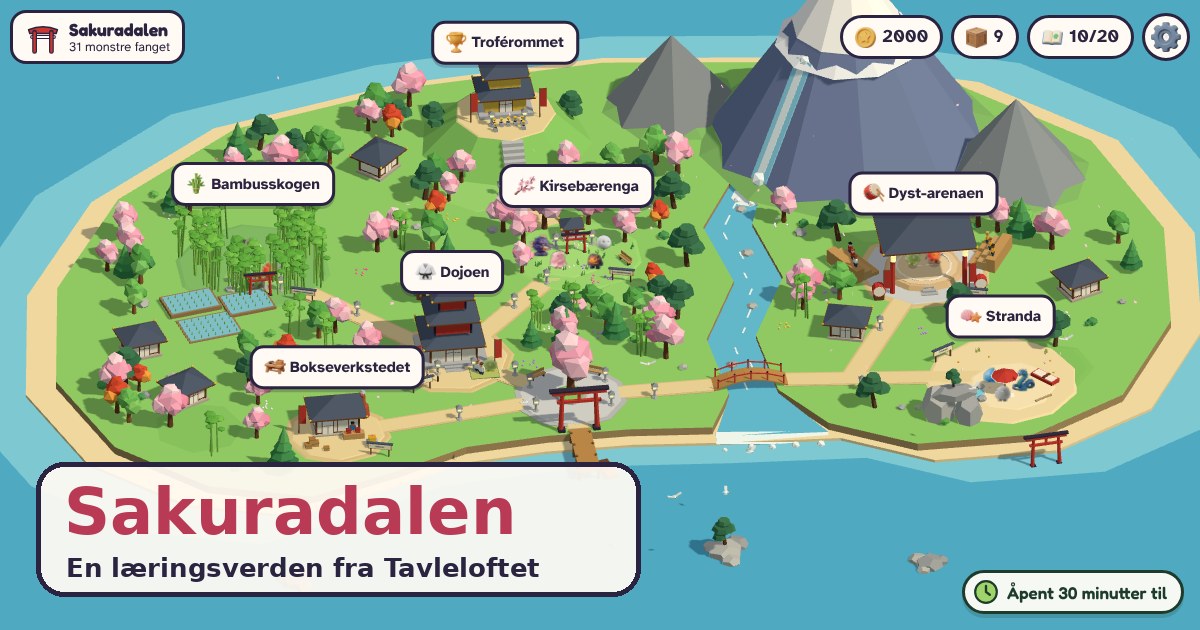 Sakuradalen
31 monstre fanget
Troférommet
2000
9
10/20
Bambusskogen
Kirsebærenga
Dyst-arenaen
Dojoen
Stranda
Bokseverkstedet
Sakuradalen
En læringsverden fra Tavleloftet
Åpent 30 minutter til